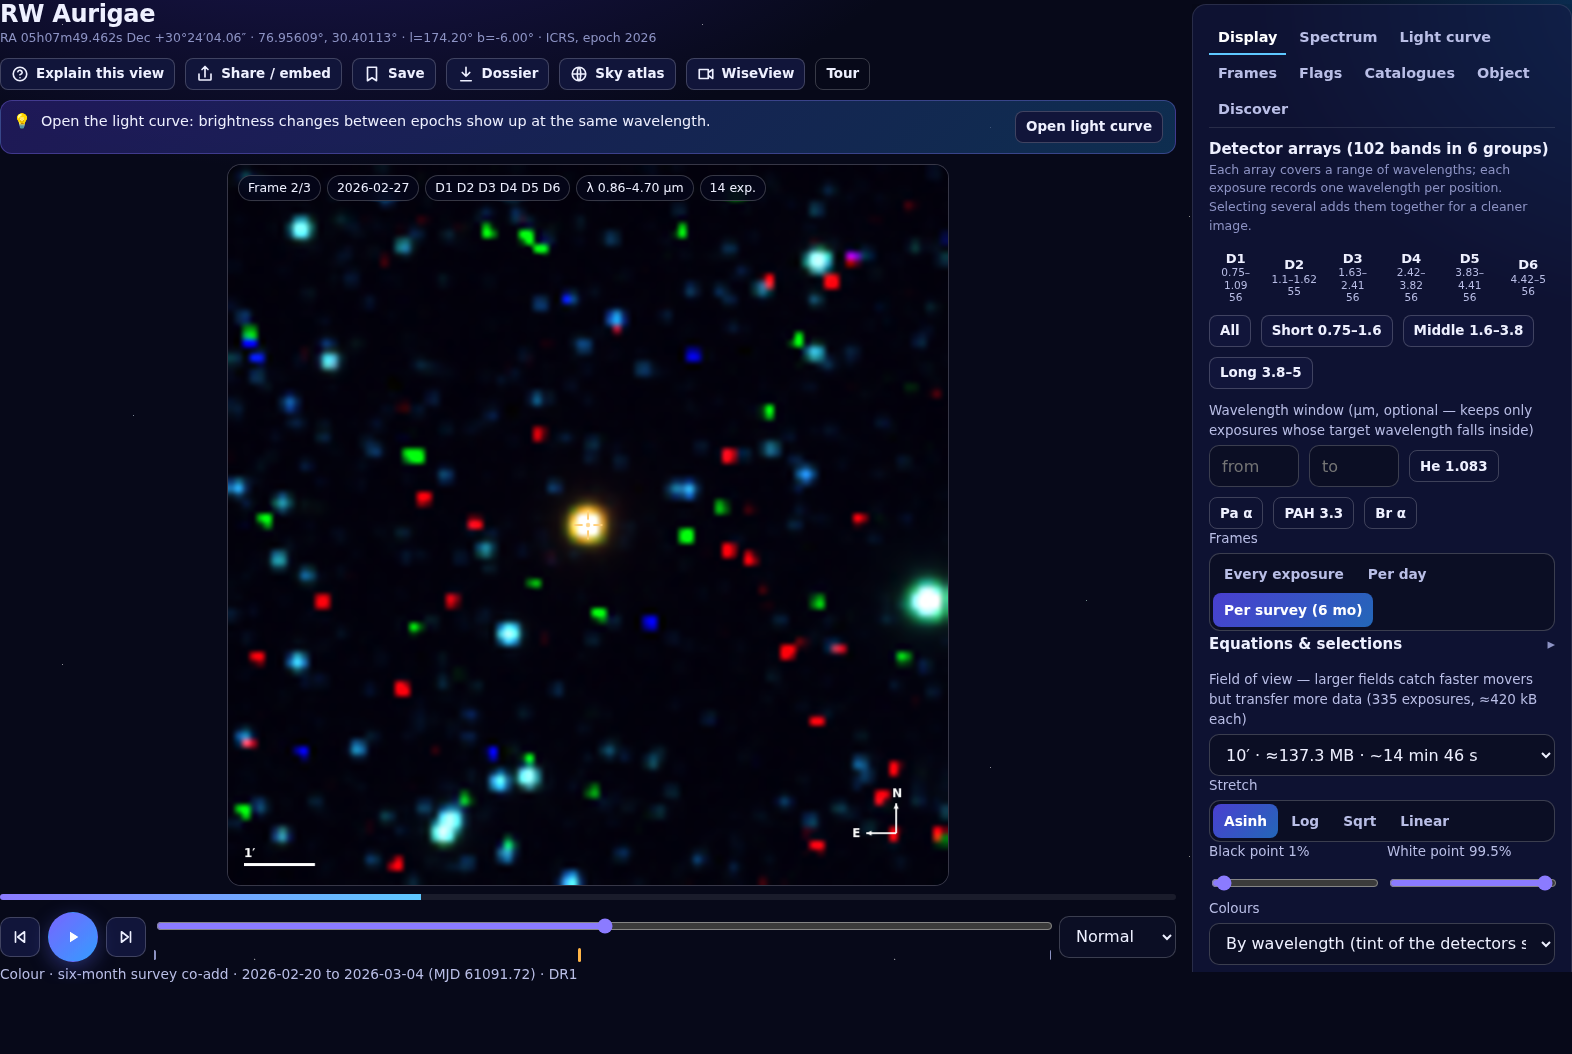 RW Aurigae
RA 05h07m49.462s Dec +30°24′04.06″ · 76.95609°, 30.40113° · l=174.20° b=-6.00° · ICRS, epoch 2026
Explain this view
Share / embed
Save
Dossier
Sky atlas
WiseView
Tour
Open the light curve: brightness changes between epochs show up at the same wavelength.
Open light curve
Frame 2/3
2026-02-27
D1 D2 D3 D4 D5 D6
λ 0.86–4.70 µm
14 exp.
N
E
1′
Normal
Colour · six-month survey co-add · 2026-02-20 to 2026-03-04 (MJD 61091.72) · DR1
Display Spectrum Light curve
Frames Flags Catalogues Object
Discover
Detector arrays (102 bands in 6 groups)
Each array covers a range of wavelengths; each
exposure records one wavelength per position.
Selecting several adds them together for a cleaner
image.
D1
0.75–
1.09
56
D2
1.1–1.62
55
D3
1.63–
2.41
56
D4
2.42–
3.82
56
D5
3.83–
4.41
56
D6
4.42–5
56
All
Short 0.75–1.6
Middle 1.6–3.8
Long 3.8–5
Wavelength window (µm, optional — keeps only
exposures whose target wavelength falls inside)
from
to
He 1.083
Pa α
PAH 3.3
Br α
Frames
Every exposure
Per day
Per survey (6 mo)
Equations & selections
Field of view — larger fields catch faster movers
but transfer more data (335 exposures, ≈420 kB
each)
10′ · ≈137.3 MB · ~14 min 46 s
Stretch
Asinh Log Sqrt Linear
Black point 1%
White point 99.5%
Colours
By wavelength (tint of the detectors s